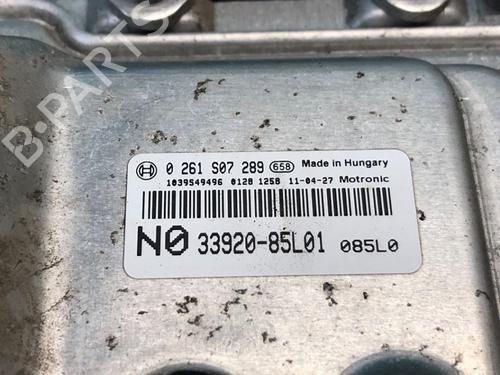 B-PARTS
0 261 S07 289 658 Made in Hungary
1039S49496 0128 1258 11-04-27 Motronic
N0 33920-85L01 085L0